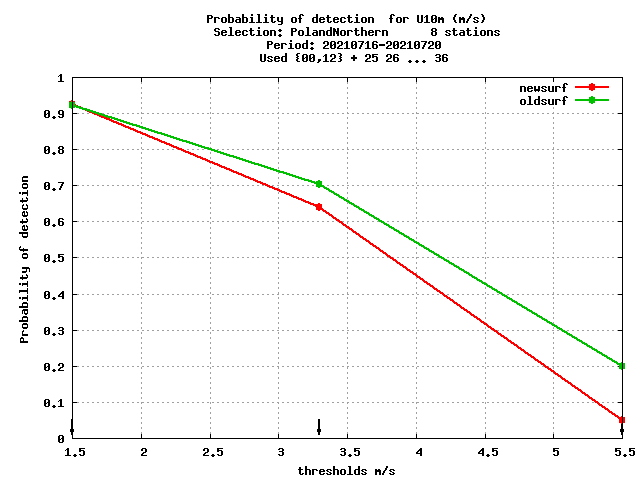 Probability of detection  for U10m (m/s)
Selection: PolandNorthern      8 stations
Period: 20210716-20210720
Used {00,12} + 25 26 ... 36
newsurf
oldsurf
1
0.9
0.8
0.7
0.6
0.5
0.4
0.3
0.2
0.1
0
Probability of detection
1.5 2 2.5 3 3.5 4 4.5 5 5.5
thresholds m/s